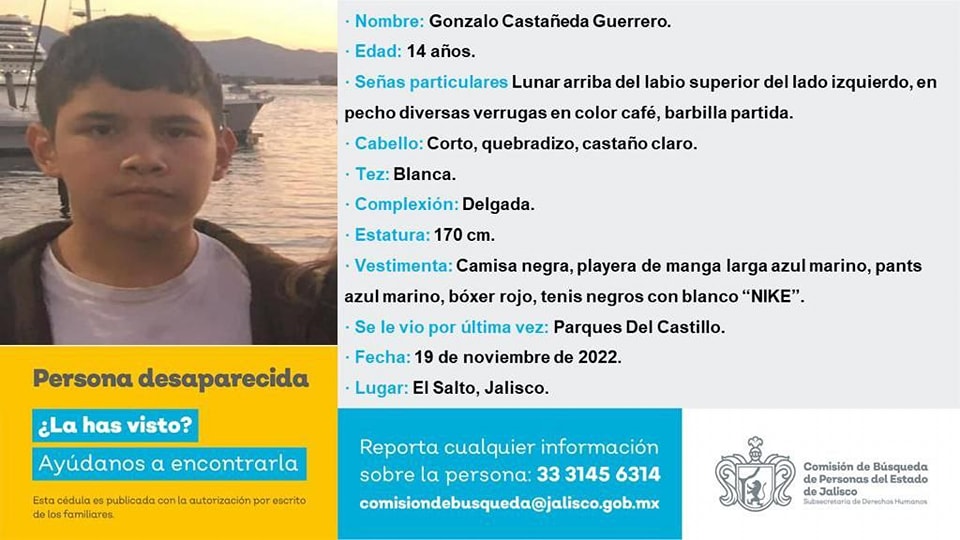 · Nombre: Gonzalo Castañeda Guerrero.
· Edad: 14 años.
· Señas particulares Lunar arriba del labio superior del lado izquierdo, en
pecho diversas verrugas en color café, barbilla partida.
· Cabello: Corto, quebradizo, castaño claro.
· Tez: Blanca.
· Complexión: Delgada.
· Estatura: 170 cm.
· Vestimenta: Camisa negra, playera de manga larga azul marino, pants
azul marino, bóxer rojo, tenis negros con blanco “NIKE”.
· Se le vio por última vez: Parques Del Castillo.
· Fecha: 19 de noviembre de 2022.
· Lugar: El Salto, Jalisco.
Persona desaparecida
¿La has visto?
Ayúdanos a encontrarla
Esta cédula es publicada con la autorización por escrito
de los familiares.
Reporta cualquier información
sobre la persona: 33 3145 6314
comisiondebusqueda@jalisco.gob.mx
Comisión de Búsqueda
de Personas del Estado
de Jalisco
Subsecretaría de Derechos Humanos